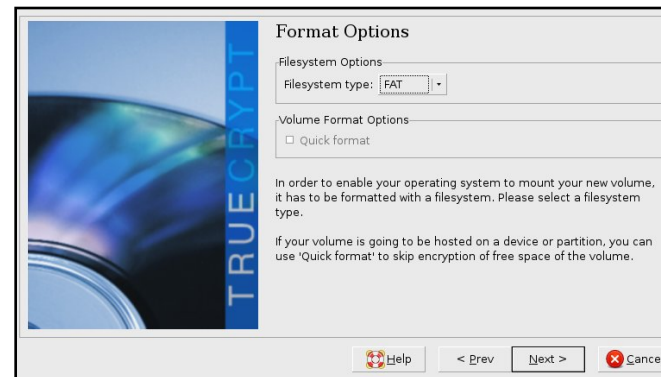 TRUECRYPT
Format Options
Filesystem Options
Filesystem type: FAT
Volume Format Options
Quick format
In order to enable your operating system to mount your new volume,
it has to be formatted with a filesystem. Please select a filesystem
type.
If your volume is going to be hosted on a device or partition, you can
use 'Quick format' to skip encryption of free space of the volume.
Help < Prev Next > Cance